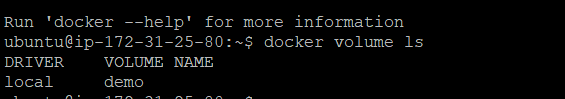 Run 'docker --help' for more information
ubuntu@ip-172-31-25-80:~$ docker volume ls
DRIVER    VOLUME NAME
local     demo